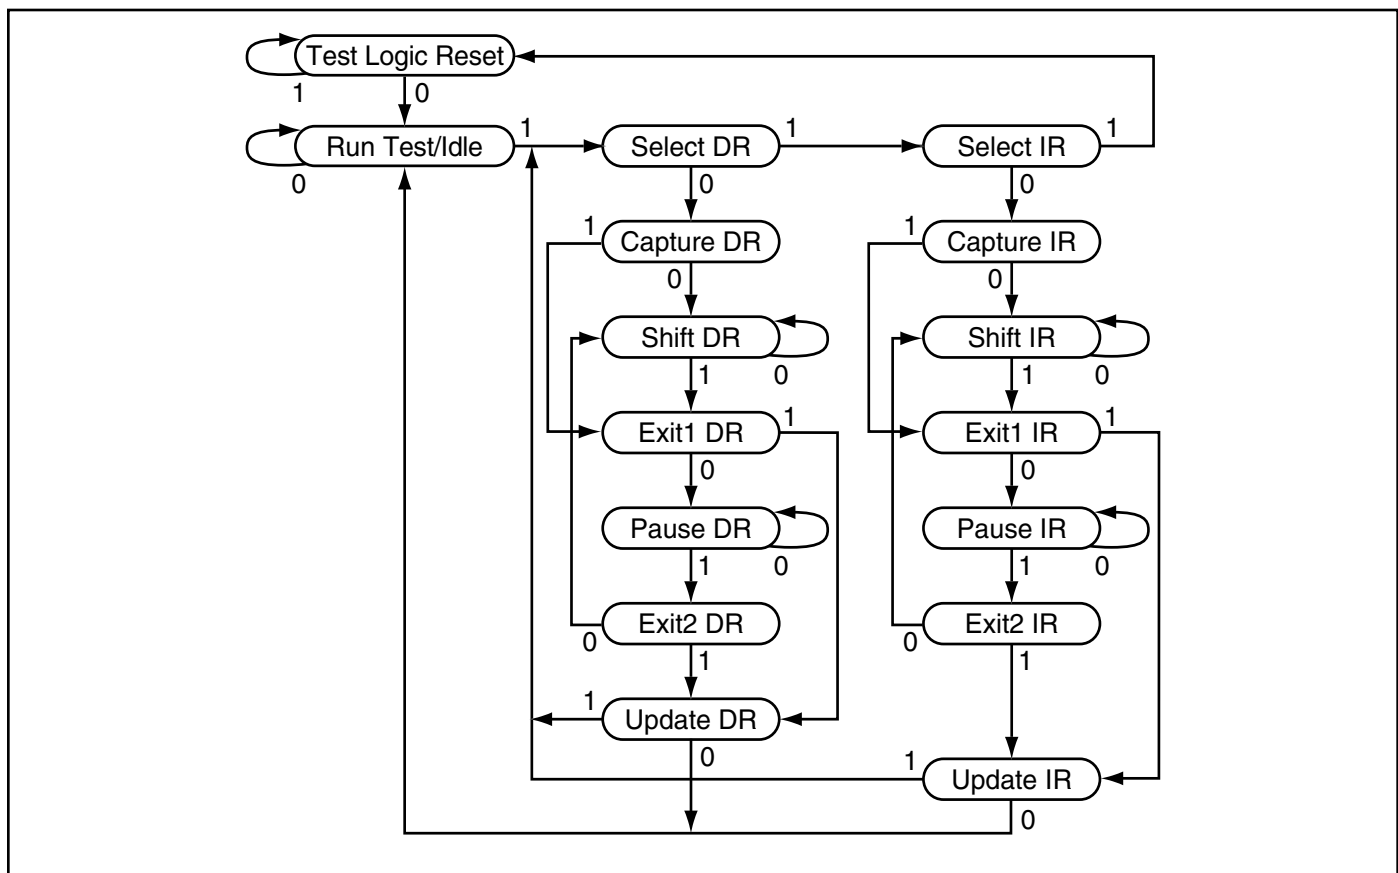 Test Logic Reset
1 0
Run Test/Idle 1 Select DR 1 Select IR 1
0 0 0
1 Capture DR 1 Capture IR
0 0
Shift DR Shift IR
1 0 1 0
Exit1 DR 1 Exit1 IR 1
0 0
Pause DR Pause IR
1 0 1 0
Exit2 DR Exit2 IR
0 1 0 1
1 Update DR
0 1 Update IR
0